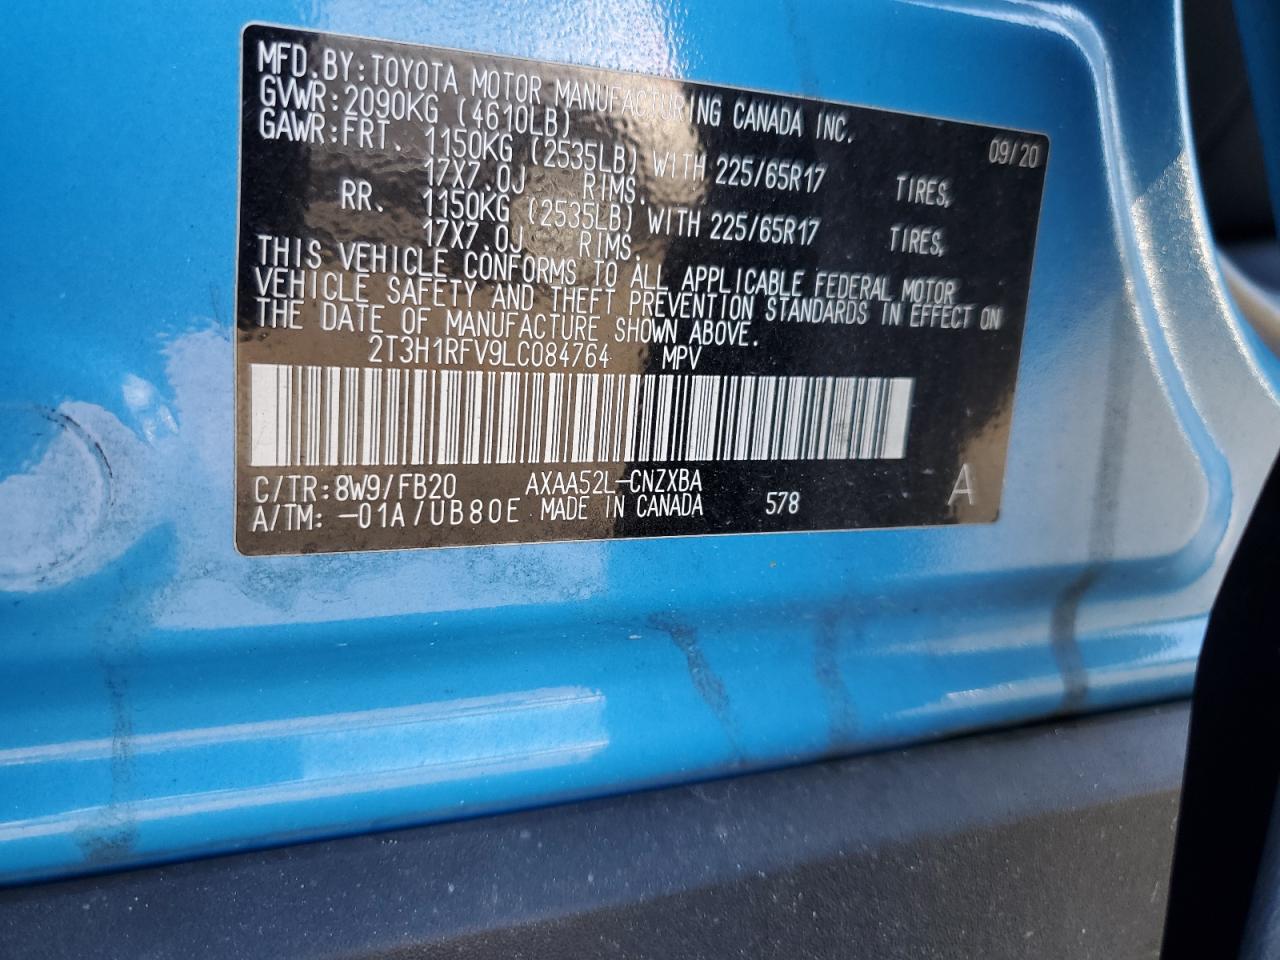 MFD.BY:TOYOTA MOTOR MANUFACTURING CANADA INC.
GVWR:2090KG (4610LB) 09/20
GAWR:FRT. 1150KG (2535LB) WITH 225/65R17 TIRES,
17X7.0J RIMS.
RR. 1150KG (2535LB) WITH 225/65R17 TIRES,
17X7.0J RIMS.
THIS VEHICLE CONFORMS TO ALL APPLICABLE FEDERAL MOTOR
VEHICLE SAFETY AND THEFT PREVENTION STANDARDS IN EFFECT ON
THE DATE OF MANUFACTURE SHOWN ABOVE.
2T3H1RFV9LC084764 MPV
C/TR:8W9/FB20 AXAA52L-CNZXBA
A/TM: -01A/UB80E MADE IN CANADA 578 A